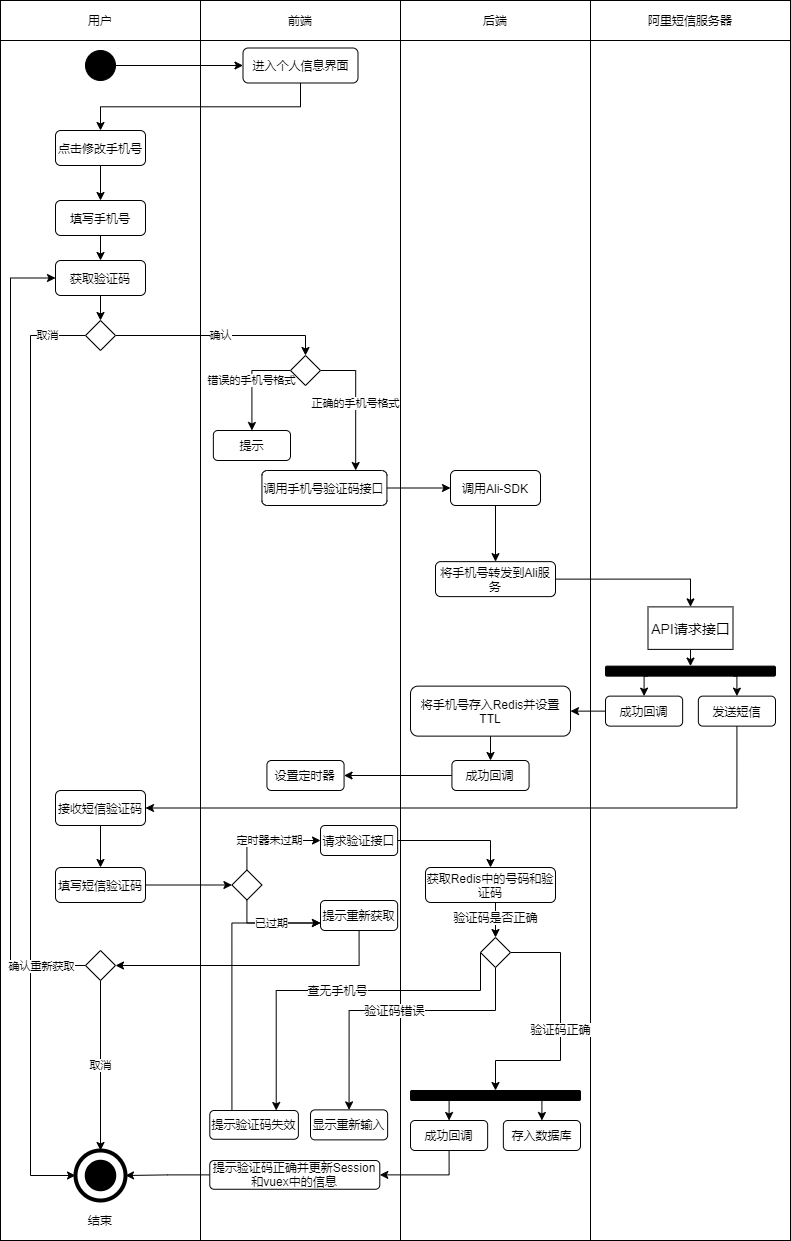 用户
前端
后端
阿里短信服务器
进入个人信息界面
点击修改手机号
填写手机号
获取验证码
取消
确认
错误的手机号格式
正确的手机号格式
提示
调用手机号验证码接口
调用Ali-SDK
将手机号转发到Ali服
务
API请求接口
将手机号存入Redis并设置
TTL
成功回调
发送短信
设置定时器
成功回调
接收短信验证码
定时器未过期
请求验证接口
填写短信验证码
获取Redis中的号码和验
证码
已过期
提示重新获取
验证码是否正确
确认重新获取
查无手机号
验证码错误
验证码正确
取消
提示验证码失效
显示重新输入
成功回调
存入数据库
提示验证码正确并更新Session
和vuex中的信息
结束